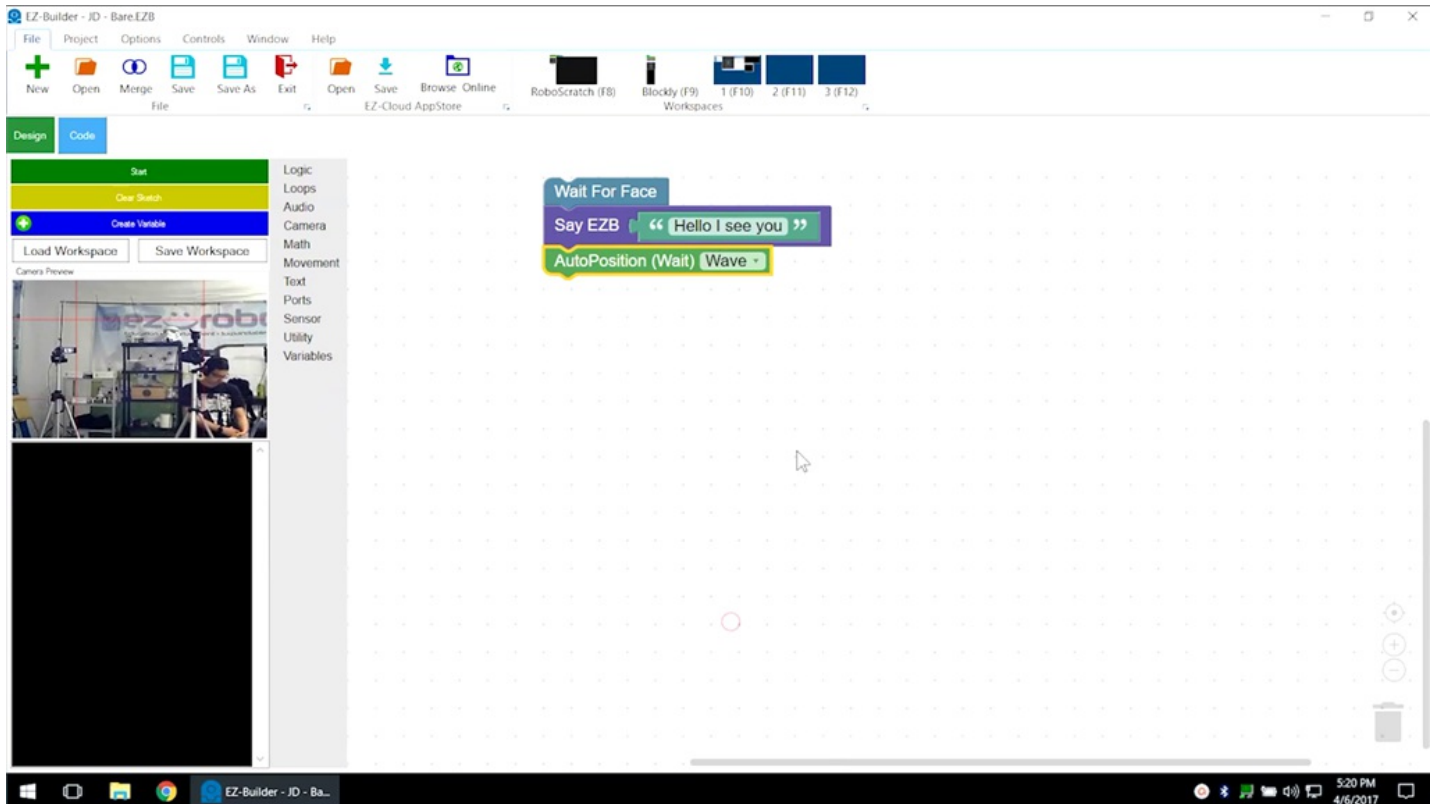 EZ-Builder - JD - Bare.EZB
File Project Options Controls Window Help
New Open Merge Save Save As Exit Open Save Browse Online RoboScratch (F8) Blockly (F9) 1 (F10) 2 (F11) 3 (F12)
File EZ-Cloud AppStore Workspaces
Design Code
Start
Clear Sketch
Create Variable
Load Workspace Save Workspace
Camera Preview
ez robo
Logic
Loops
Audio
Camera
Math
Movement
Text
Ports
Sensor
Utility
Variables
Wait For Face
Say EZB “ Hello I see you ”
AutoPosition (Wait) Wave
EZ-Builder - JD - Ba...
5:20 PM
4/6/2017